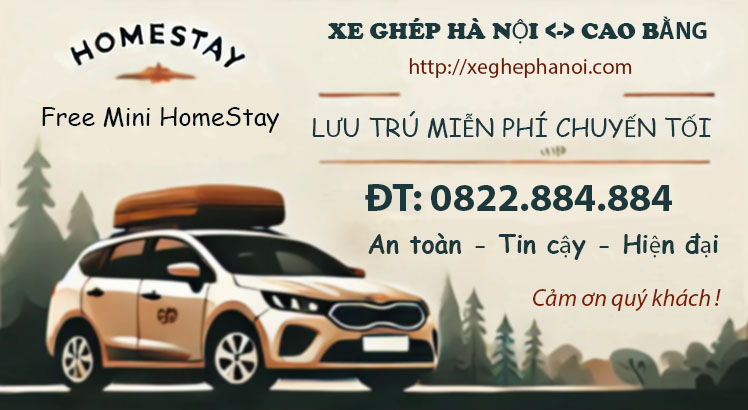 HOMESTAY
Free Mini HomeStay
XE GHÉP HÀ NỘI <-> CAO BẰNG
http://xeghephanoi.com
LƯU TRÚ MIỄN PHÍ CHUYẾN TỐI
ĐT: 0822.884.884
An toàn - Tin cậy - Hiện đại
Cảm ơn quý khách !